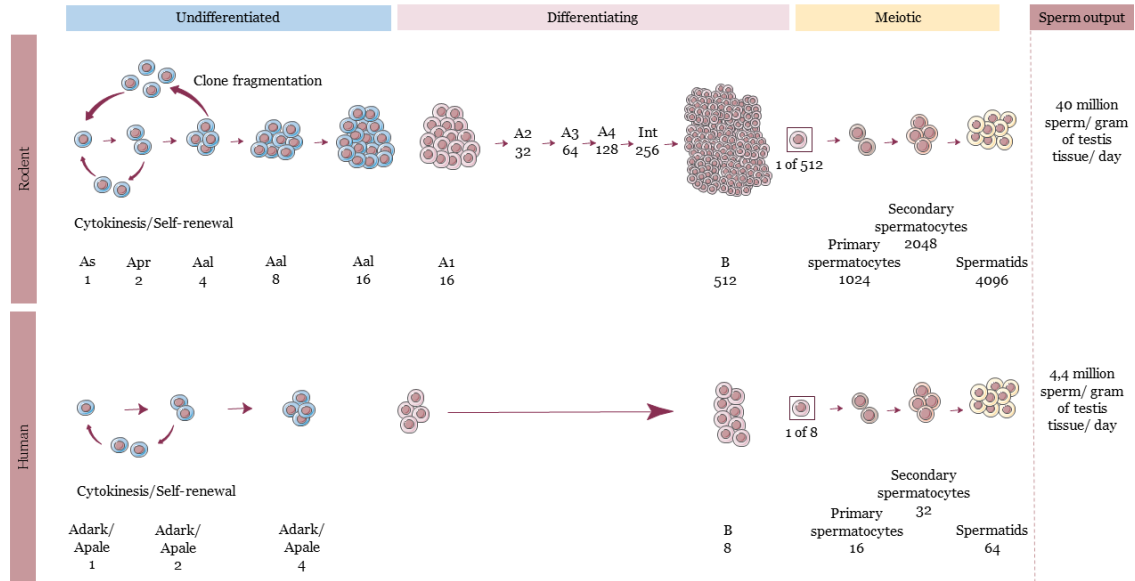 Undifferentiated
Differentiating
Meiotic
Sperm output
Rodent
Clone fragmentation
A2
32
A3
64
A4
128
Int
256
1 of 512
40 million
sperm/ gram
of testis
tissue/ day
Cytokinesis/Self-renewal
As
1
Apr
2
Aal
4
Aal
8
Aal
16
A1
16
B
512
Primary
spermatocytes
1024
Secondary
spermatocytes
2048
Spermatids
4096
Human
1 of 8
4,4 million
sperm/ gram
of testis
tissue/ day
Cytokinesis/Self-renewal
Adark/
Apale
1
Adark/
Apale
2
Adark/
Apale
4
B
8
Primary
spermatocytes
16
Secondary
spermatocytes
32
Spermatids
64